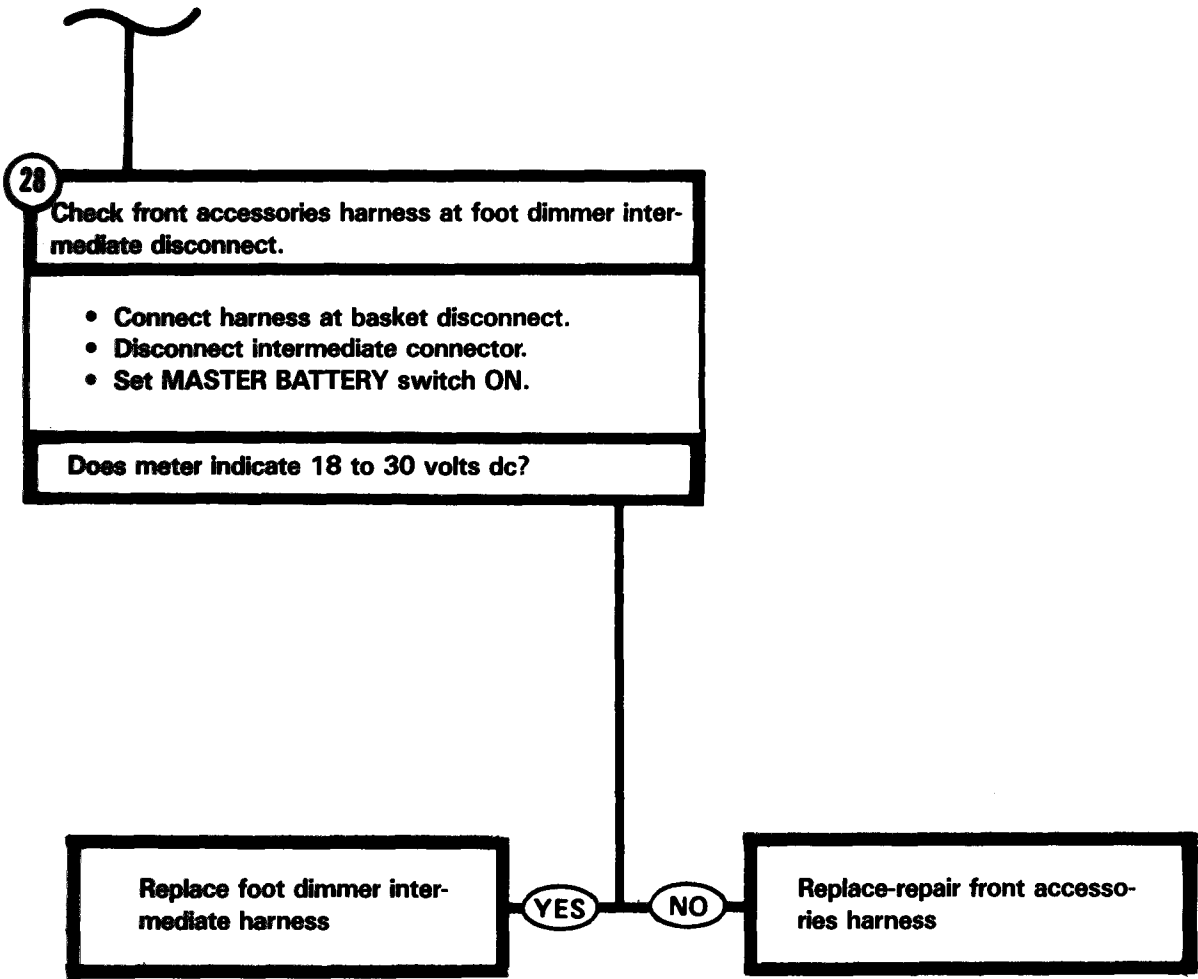 28
Check front accessories harness at foot dimmer inter-
mediate disconnect.
• Connect harness at basket disconnect.
• Disconnect intermediate connector.
• Set MASTER BATTERY switch ON.
Does meter indicate 18 to 30 volts dc?
Replace foot dimmer inter-
mediate harness
YES
NO
Replace-repair front accesso-
ries harness